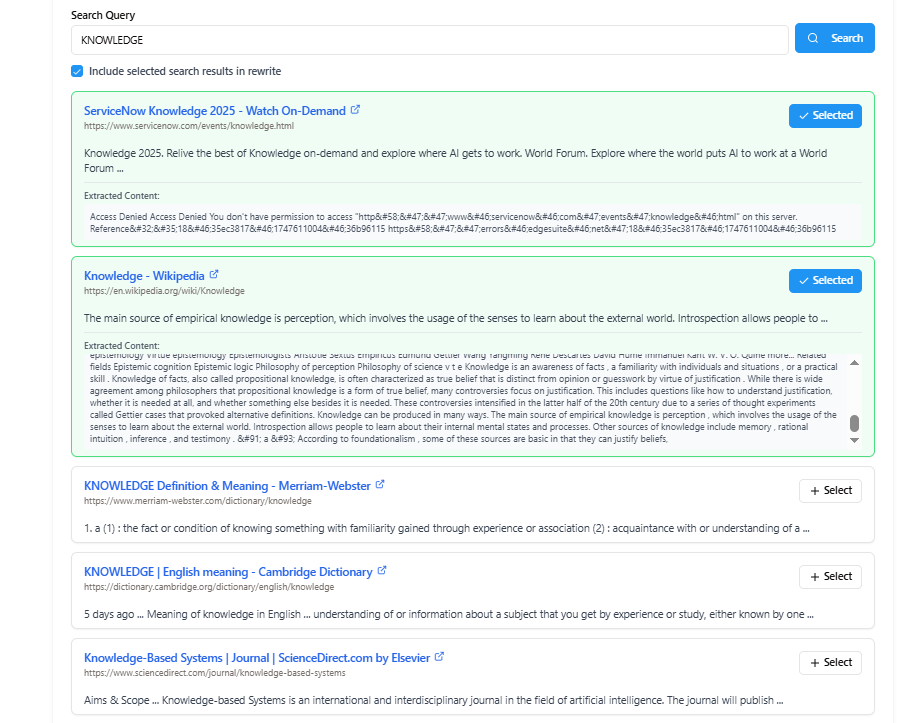 Search Query
KNOWLEDGE
Search
Include selected search results in rewrite
ServiceNow Knowledge 2025 - Watch On-Demand
Selected
https://www.servicenow.com/events/knowledge.html
Knowledge 2025. Relive the best of Knowledge on-demand and explore where AI gets to work. World Forum. Explore where the world puts AI to work at a World
Forum ...
Extracted Content:
Access Denied Access Denied You don't have permission to access "http&#58;&#47;&#47;www&#46;servicenow&#46;com&#47;events&#47;knowledge&#46;html" on this server.
Reference&#32;&#35;18&#46;35ec3817&#46;1747611004&#46;36b96115 https&#58;&#47;&#47;errors&#46;edgesuite&#46;net&#47;18&#46;35ec3817&#46;1747611004&#46;36b96115
Knowledge - Wikipedia
Selected
https://en.wikipedia.org/wiki/Knowledge
The main source of empirical knowledge is perception, which involves the usage of the senses to learn about the external world. Introspection allows people to ...
Extracted Content:
epistemology Virtue epistemology Epistemologists Aristotle Sextus Empiricus Edmund Gettier Wang Yangming René Descartes David Hume Immanuel Kant W. V. O. Quine more... Related
fields Epistemic cognition Epistemic logic Philosophy of perception Philosophy of science v t e Knowledge is an awareness of facts , a familiarity with individuals and situations , or a practical
skill . Knowledge of facts, also called propositional knowledge, is often characterized as true belief that is distinct from opinion or guesswork by virtue of justification . While there is wide
agreement among philosophers that propositional knowledge is a form of true belief, many controversies focus on justification. This includes questions like how to understand justification,
whether it is needed at all, and whether something else besides it is needed. These controversies intensified in the latter half of the 20th century due to a series of thought experiments
called Gettier cases that provoked alternative definitions. Knowledge can be produced in many ways. The main source of empirical knowledge is perception , which involves the usage of the
senses to learn about the external world. Introspection allows people to learn about their internal mental states and processes. Other sources of knowledge include memory , rational
intuition , inference , and testimony . &#91; a &#93; According to foundationalism , some of these sources are basic in that they can justify beliefs,
KNOWLEDGE Definition & Meaning - Merriam-Webster
Select
https://www.merriam-webster.com/dictionary/knowledge
1. a (1) : the fact or condition of knowing something with familiarity gained through experience or association (2) : acquaintance with or understanding of a ...
KNOWLEDGE | English meaning - Cambridge Dictionary
Select
https://dictionary.cambridge.org/dictionary/english/knowledge
5 days ago ... Meaning of knowledge in English ... understanding of or information about a subject that you get by experience or study, either known by one ...
Knowledge-Based Systems | Journal | ScienceDirect.com by Elsevier
Select
https://www.sciencedirect.com/journal/knowledge-based-systems
Aims & Scope ... Knowledge-based Systems is an international and interdisciplinary journal in the field of artificial intelligence. The journal will publish ...